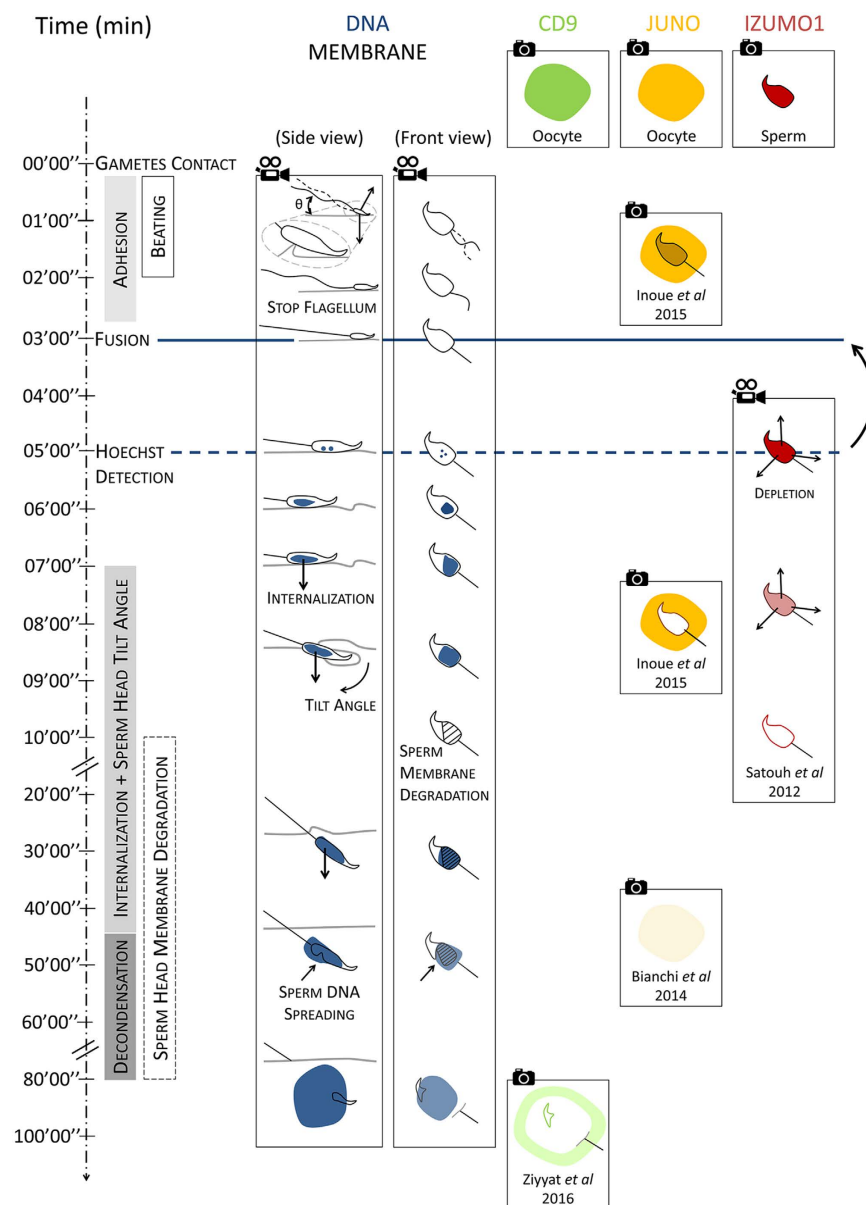 Time (min)
DNA
MEMBRANE
CD9
JUNO
IZUMO1
Oocyte
Oocyte
Sperm
(Side view)
(Front view)
00’00’’
GAMETES CONTACT
ADHESION
BEATING
θ
01’00’’
02’00’’
STOP FLAGELLUM
Inoue et al
2015
03’00’’
FUSION
04’00’’
05’00’’
HOECHST
DETECTION
DEPLETION
06’00’’
07’00’’
INTERNALIZATION
08’00’’
09’00’’
TILT ANGLE
Inoue et al
2015
10’00’’
SPERM
MEMBRANE
DEGRADATION
Satouh et al
2012
INTERNALIZATION + SPERM HEAD TILT ANGLE
SPERM HEAD MEMBRANE DEGRADATION
20’00’’
30’00’’
40’00’’
DECONDENSATION
50’00’’
SPERM DNA
SPREADING
Bianchi et al
2014
60’00’’
80’00’’
100’00’’
Ziyyat et al
2016